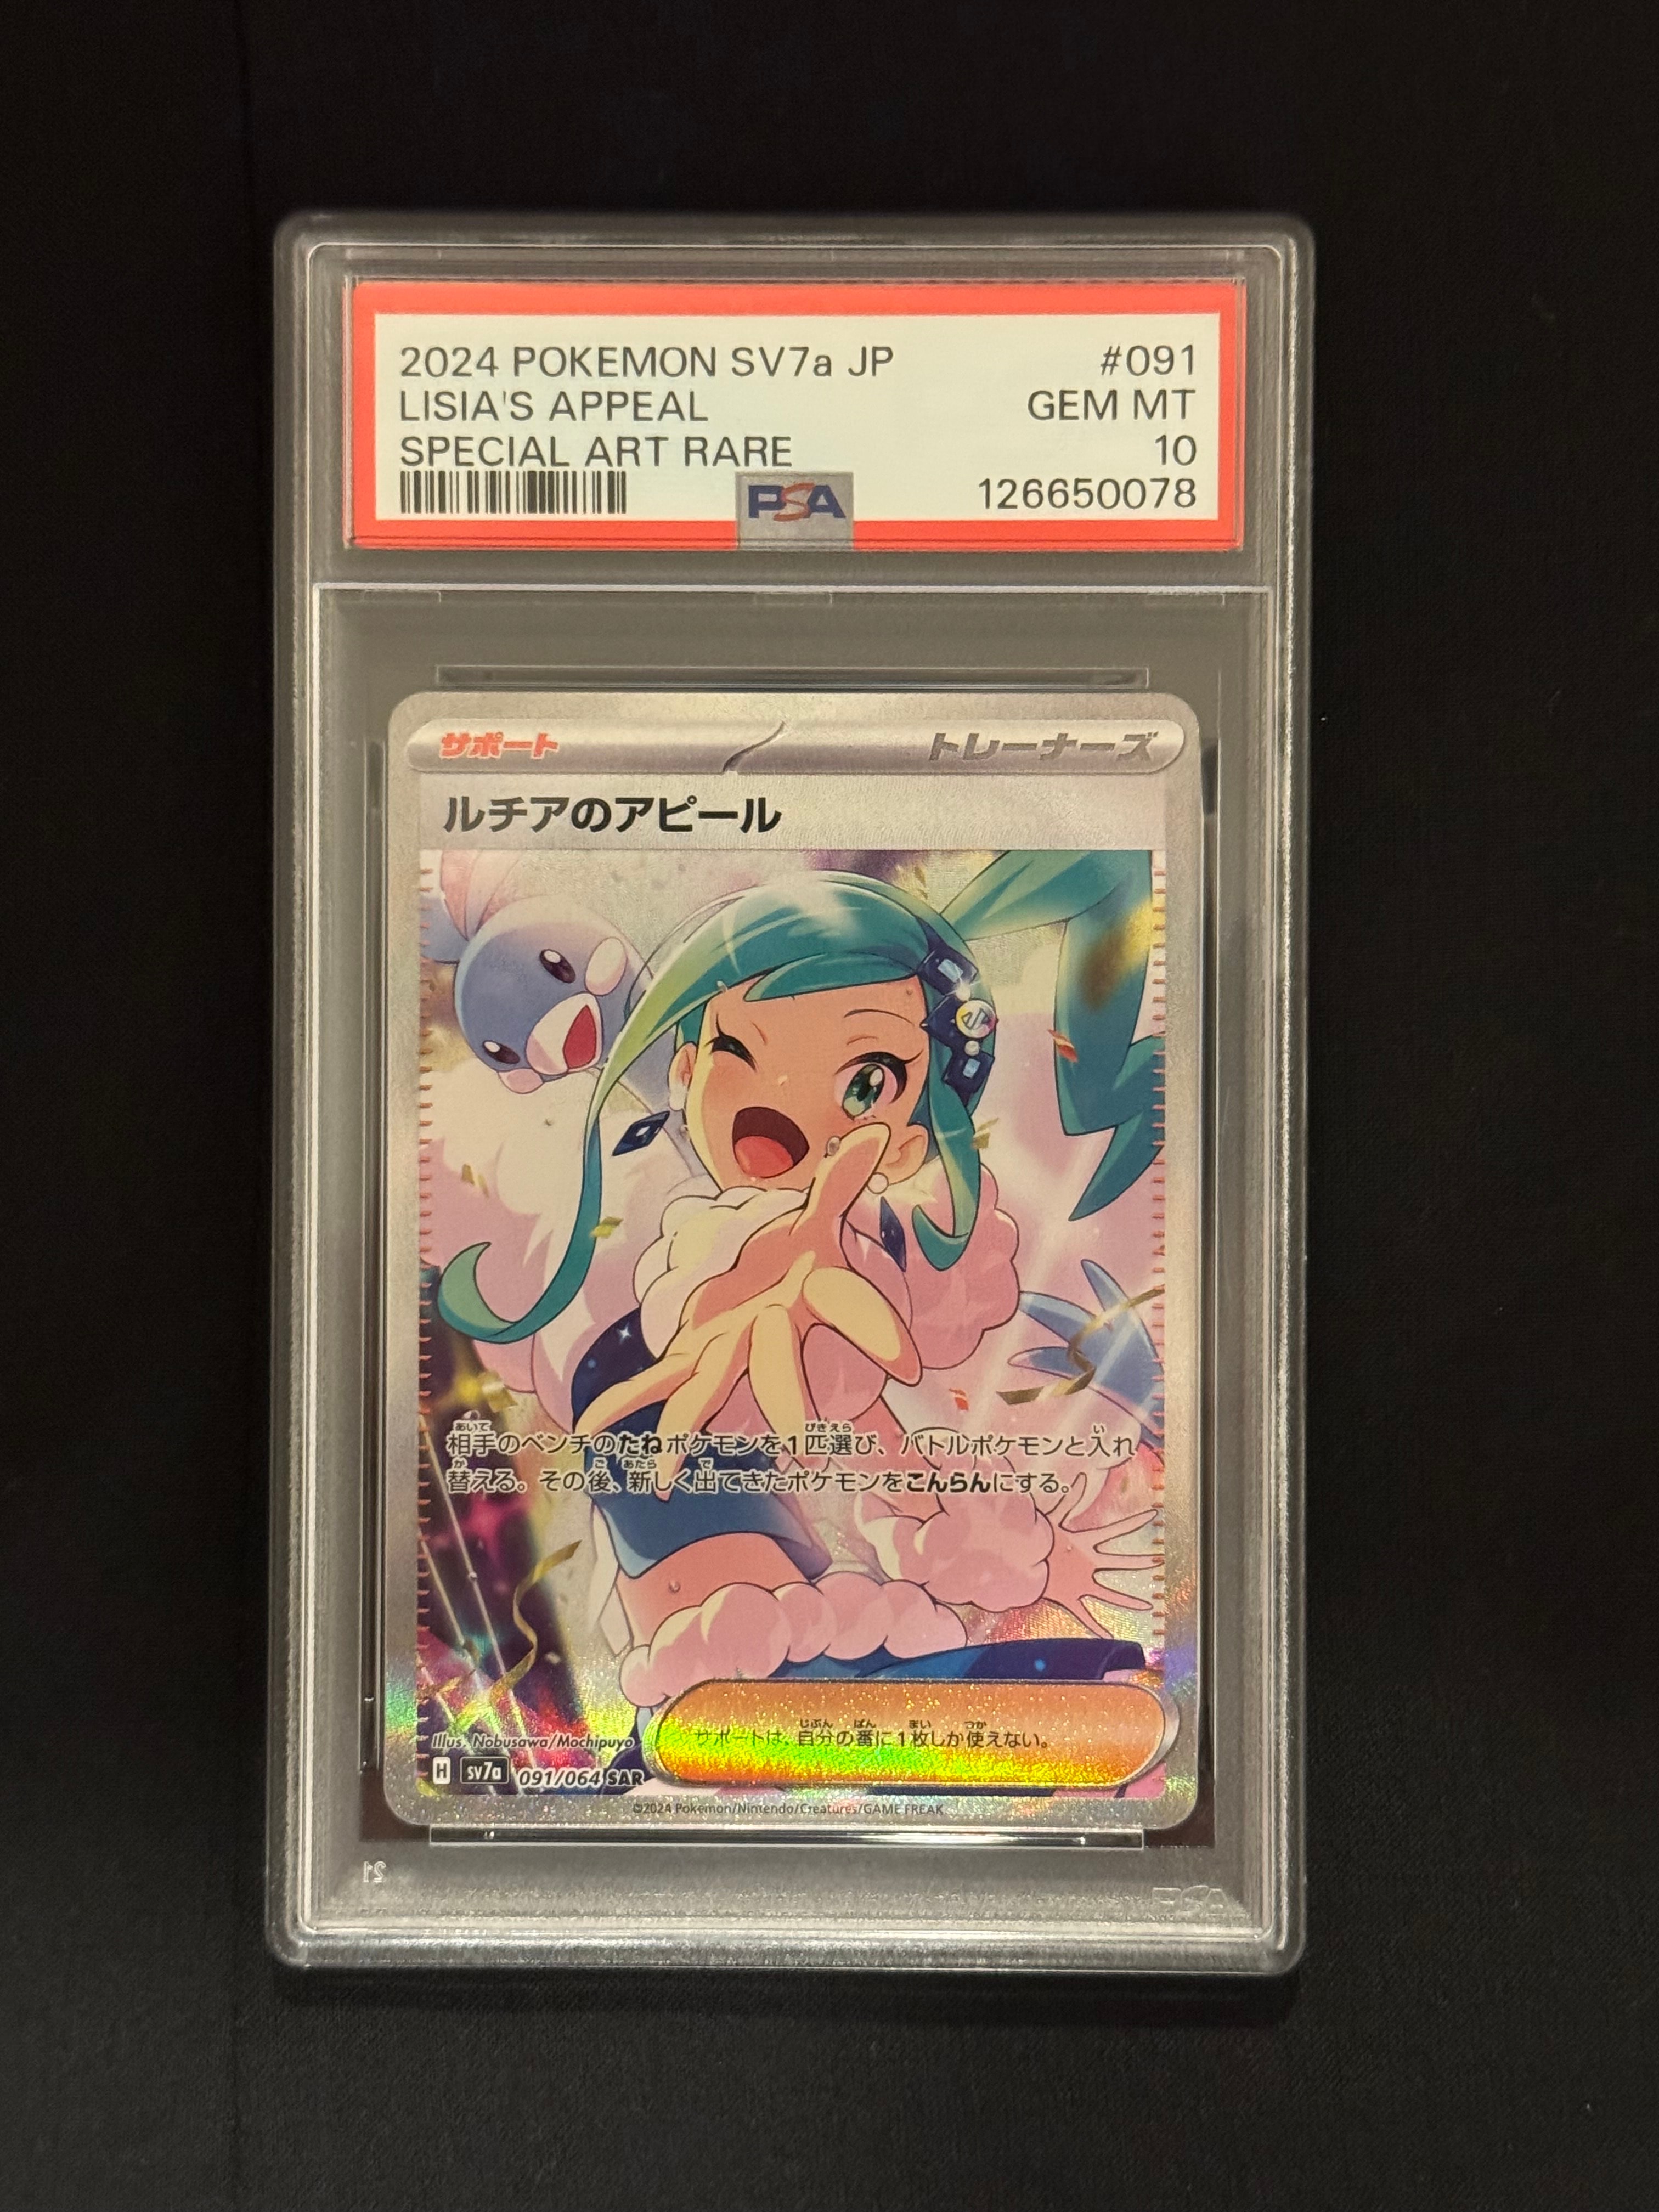 2024 POKEMON SV7a JP #091
LISIA'S APPEAL GEM MT
SPECIAL ART RARE 10
PSA 126650078
サポート トレーナーズ
ルチアのアピール
相手のベンチのたねポケモンを1匹選び、バトルポケモンと入れ
替える。その後、新しく出てきたポケモンをこんらんにする。
サポートは、自分の番に1枚しか使えない。
Illus. Nobusawa/Mochipuyo
H SV7a 091/064 SAR
©2024 Pokémon/Nintendo/Creatures/GAME FREAK
21
PSA